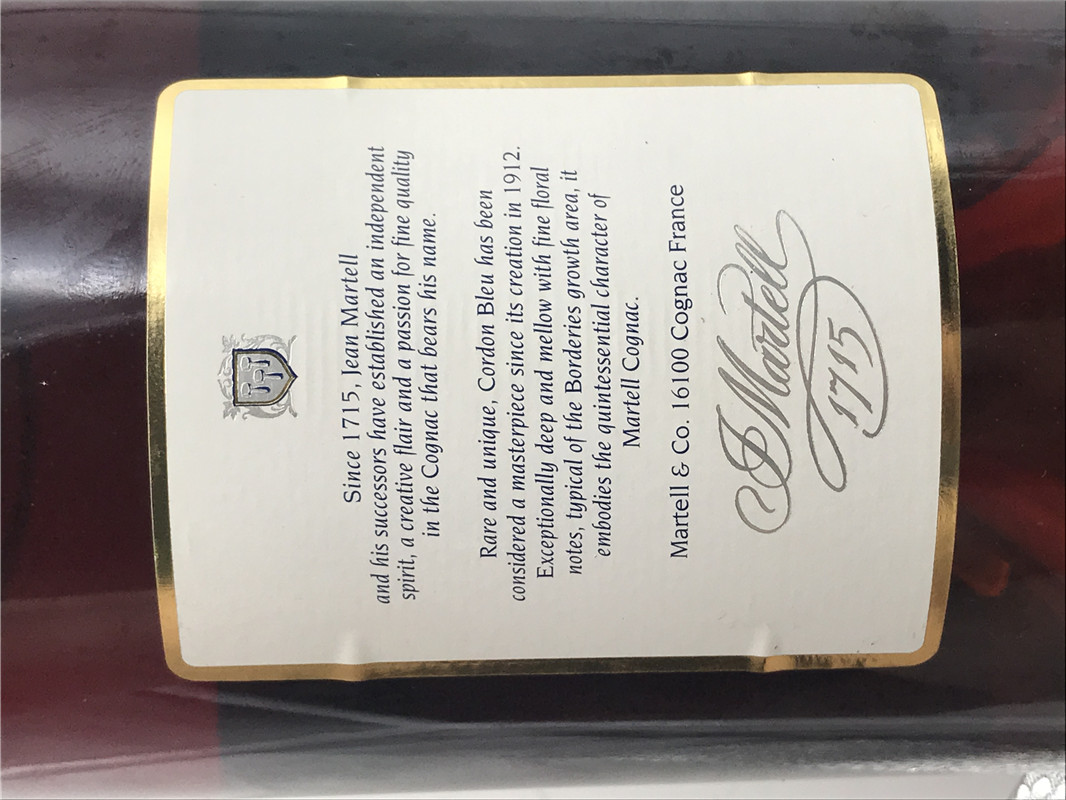 Since 1715, Jean Martell
and his successors have established an independent
spirit, a creative flair and a passion for fine quality
in the Cognac that bears his name.
Rare and unique, Cordon Bleu has been
considered a masterpiece since its creation in 1912.
Exceptionally deep and mellow with fine floral
notes, typical of the Borderies growth area, it
embodies the quintessential character of
Martell Cognac.
Martell & Co. 16100 Cognac France
J Martell
1715